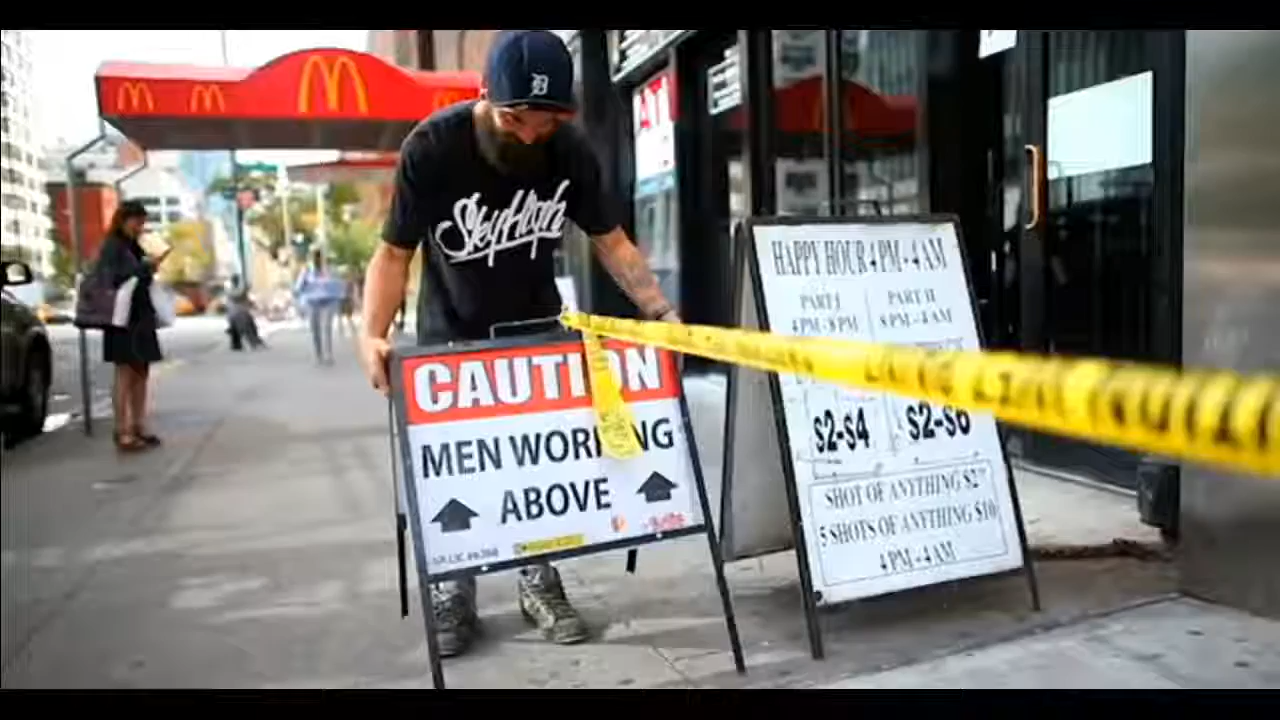 SkyHigh
CAUTION
MEN WORKING
ABOVE
HAPPY HOUR 4 PM - 4 AM
PART I
4 PM - 8 PM
PART II
8 PM - 4 AM
$2-$4
$2-$6
SHOT OF ANYTHING $2
5 SHOTS OF ANYTHING $10
4 PM - 4 AM